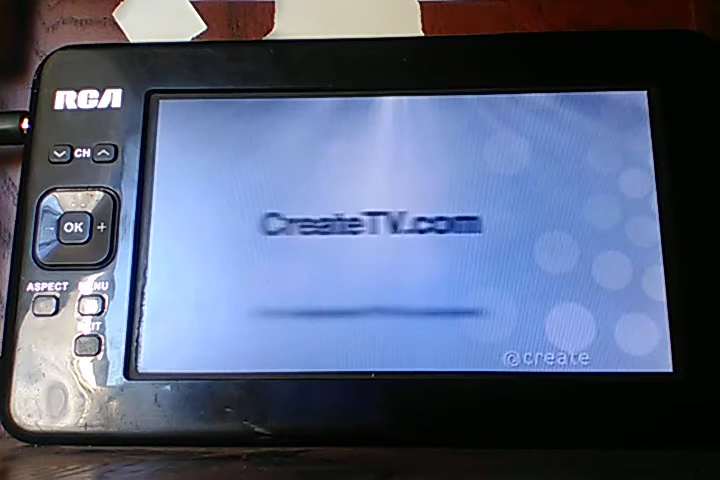 RCA
CH
- OK +
ASPECT MENU
EXIT
CreateTV.com
@create